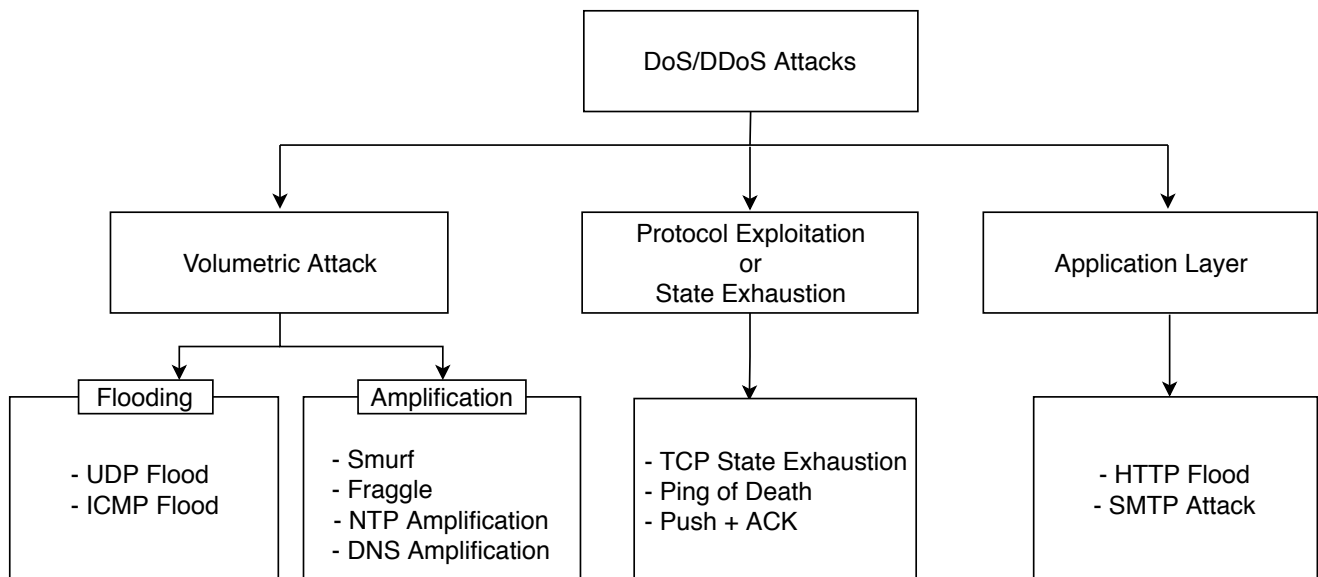 DoS/DDoS Attacks
Volumetric Attack
Protocol Exploitation
or
State Exhaustion
Application Layer
Flooding
- UDP Flood
- ICMP Flood
Amplification
- Smurf
- Fraggle
- NTP Amplification
- DNS Amplification
- TCP State Exhaustion
- Ping of Death
- Push + ACK
- HTTP Flood
- SMTP Attack